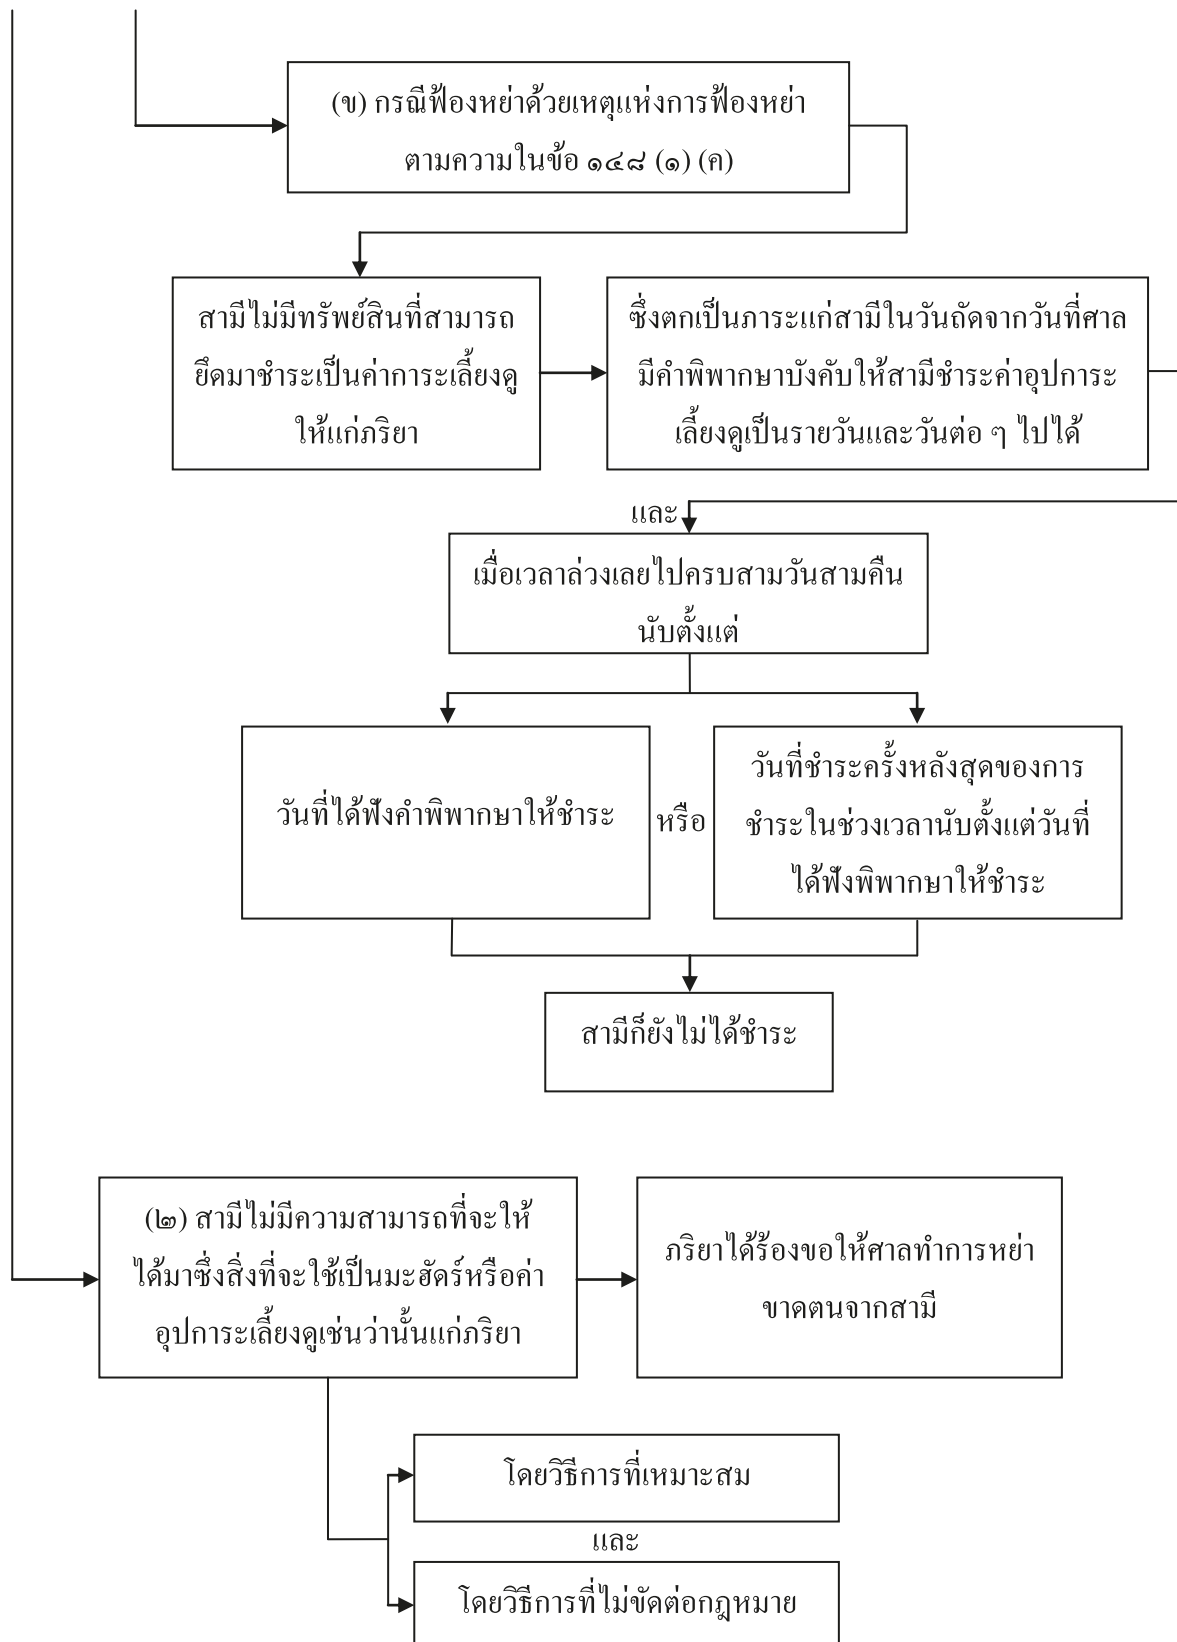 (ข) กรณีฟ้องหย่าด้วยเหตุแห่งการฟ้องหย่า
ตามความในข้อ ๑๔๘ (๑) (ค)
สามีไม่มีทรัพย์สินที่สามารถ
ยึดมาชำระเป็นค่าการะเลี้ยงดู
ให้แก่ภริยา
ซึ่งตกเป็นภาระแก่สามีในวันถัดจากวันที่ศาล
มีคำพิพากษาบังคับให้สามีชำระค่าอุปการะ
เลี้ยงดูเป็นรายวันและวันต่อ ๆ ไปได้
และ
เมื่อเวลาล่วงเลยไปครบสามวันสามคืน
นับตั้งแต่
วันที่ได้ฟังคำพิพากษาให้ชำระ
หรือ
วันที่ชำระครั้งหลังสุดของการ
ชำระในช่วงเวลานับตั้งแต่วันที่
ได้ฟังพิพากษาให้ชำระ
สามีก็ยังไม่ได้ชำระ
(๒) สามีไม่มีความสามารถที่จะให้
ได้มาซึ่งสิ่งที่จะใช้เป็นมะฮัดร์หรือค่า
อุปการะเลี้ยงดูเช่นว่านั้นแก่ภริยา
ภริยาได้ร้องขอให้ศาลทำการหย่า
ขาดตนจากสามี
โดยวิธีการที่เหมาะสม
และ
โดยวิธีการที่ไม่ขัดต่อกฎหมาย